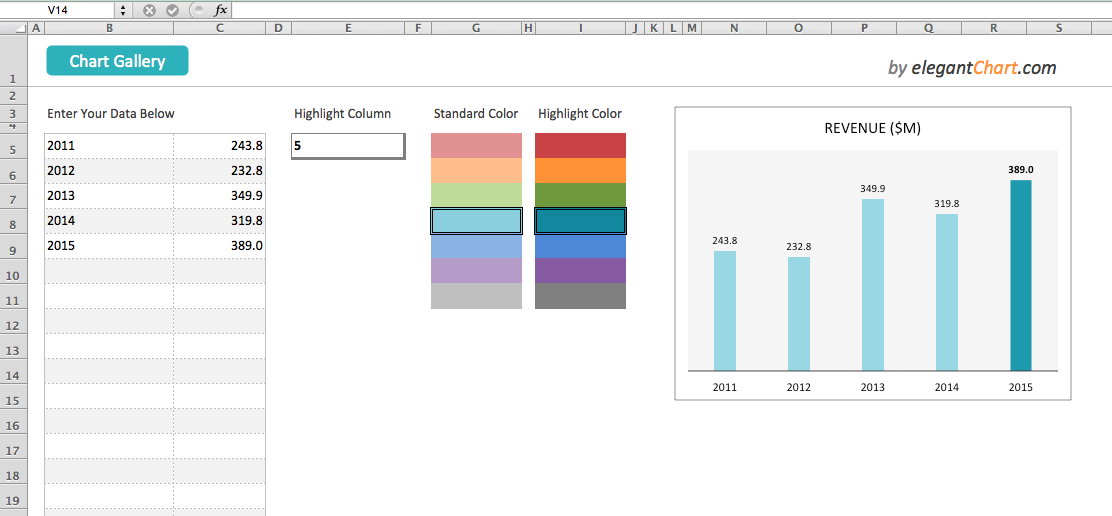 V14 fx
A B C D E F G H I J K L M N O P Q R S
1 Chart Gallery by elegantChart.com
2
3 Enter Your Data Below Highlight Column Standard Color Highlight Color
4
5 2011 243.8 5
6 2012 232.8
7 2013 349.9
8 2014 319.8
9 2015 389.0
10
11
12
13
14
15
16
17
18
19
REVENUE ($M)
243.8 232.8 349.9 319.8 389.0
2011 2012 2013 2014 2015